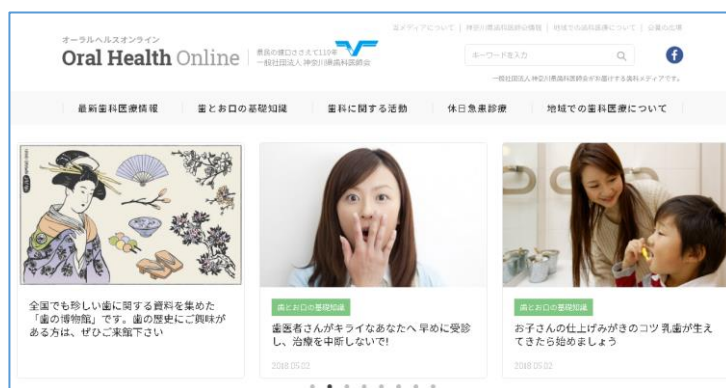 オーラルヘルスオンライン
Oral Health Online
県民の健口ささえて110年
一般社団法人 神奈川県歯科医師会
当メディアについて | 神奈川県歯科医師会情報 | 地域での歯科医療について | 会員の広場
キーワードを入力
f
一般社団法人神奈川県歯科医師会がお届けする歯科メディアです。
最新歯科医療情報
歯とお口の基礎知識
歯科に関する活動
休日急患診療
地域での歯科医療について
全国でも珍しい歯に関する資料を集めた
「歯の博物館」です。歯の歴史にご興味が
ある方は、ぜひご来館下さい
歯とお口の基礎知識
歯医者さんがキライなあなたへ 早めに受診
し、治療を中断しないで!
2018.05.02
歯とお口の基礎知識
お子さんの仕上げみがきのコツ 乳歯が生え
てきたら始めましょう
2018.05.02